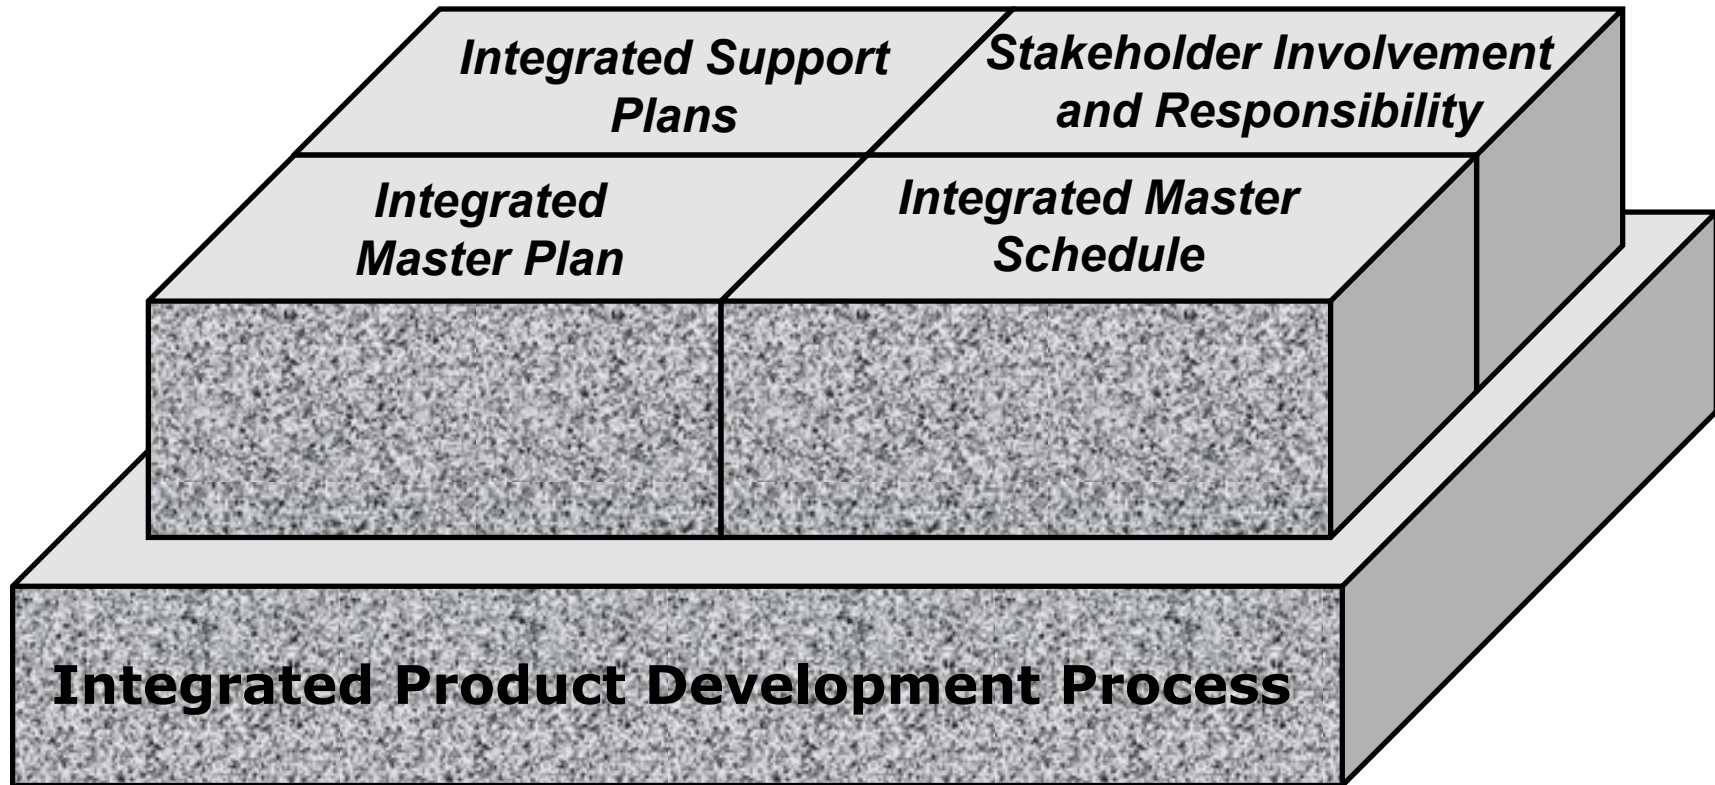 Integrated Support
Plans
Stakeholder Involvement
and Responsibility
Integrated
Master Plan
Integrated Master
Schedule
Integrated Product Development Process